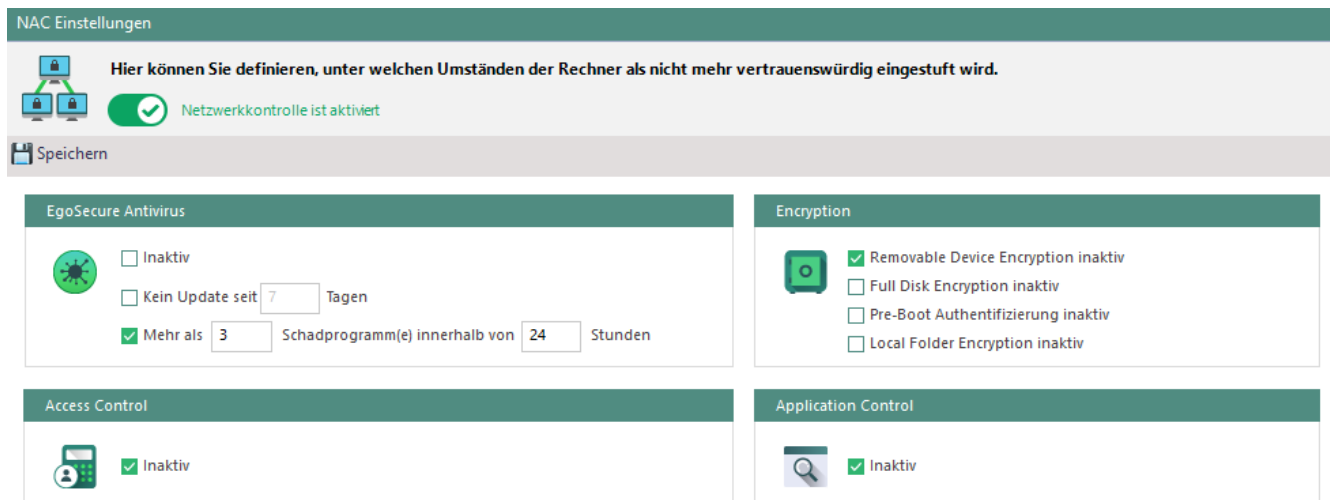 NAC Einstellungen
Hier können Sie definieren, unter welchen Umständen der Rechner als nicht mehr vertrauenswürdig eingestuft wird.
Netzwerkkontrolle ist aktiviert
Speichern
EgoSecure Antivirus
Inaktiv
Kein Update seit 7 Tagen
Mehr als 3 Schadprogramm(e) innerhalb von 24 Stunden
Encryption
Removable Device Encryption inaktiv
Full Disk Encryption inaktiv
Pre-Boot Authentifizierung inaktiv
Local Folder Encryption inaktiv
Access Control
Inaktiv
Application Control
Inaktiv